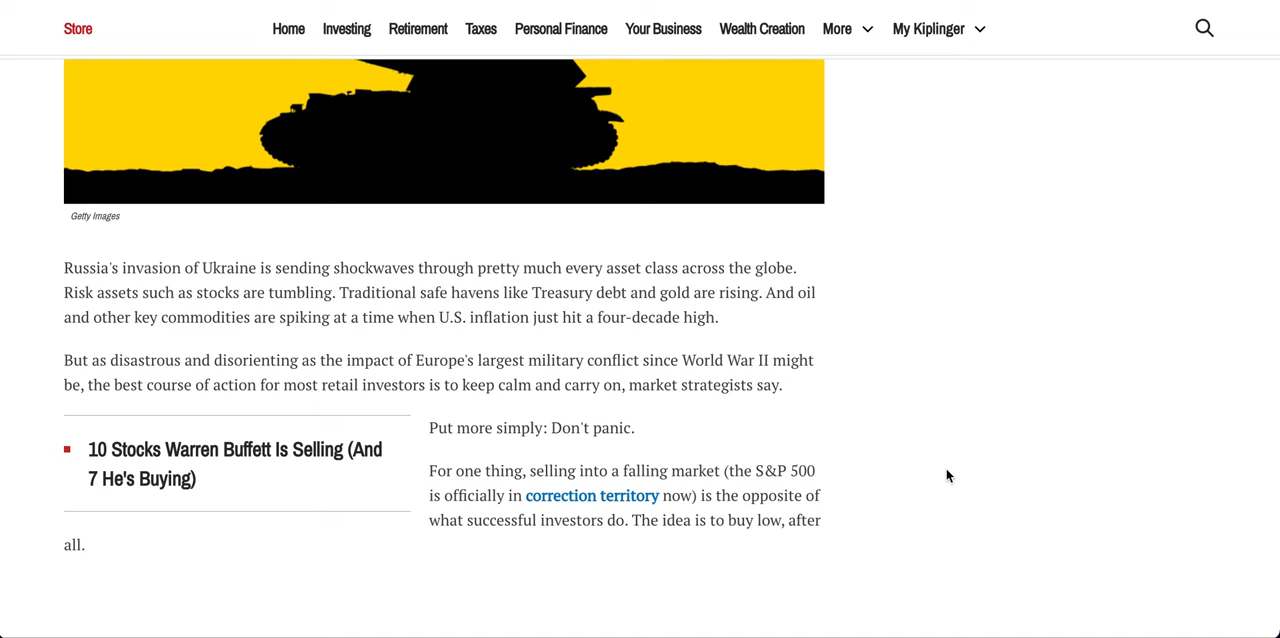 Store
Home Investing Retirement Taxes Personal Finance Your Business Wealth Creation More My Kiplinger
Getty Images
Russia's invasion of Ukraine is sending shockwaves through pretty much every asset class across the globe.
Risk assets such as stocks are tumbling. Traditional safe havens like Treasury debt and gold are rising. And oil
and other key commodities are spiking at a time when U.S. inflation just hit a four-decade high.
But as disastrous and disorienting as the impact of Europe's largest military conflict since World War II might
be, the best course of action for most retail investors is to keep calm and carry on, market strategists say.
10 Stocks Warren Buffett Is Selling (And
7 He's Buying)
Put more simply: Don't panic.
For one thing, selling into a falling market (the S&P 500
is officially in correction territory now) is the opposite of
what successful investors do. The idea is to buy low, after
all.